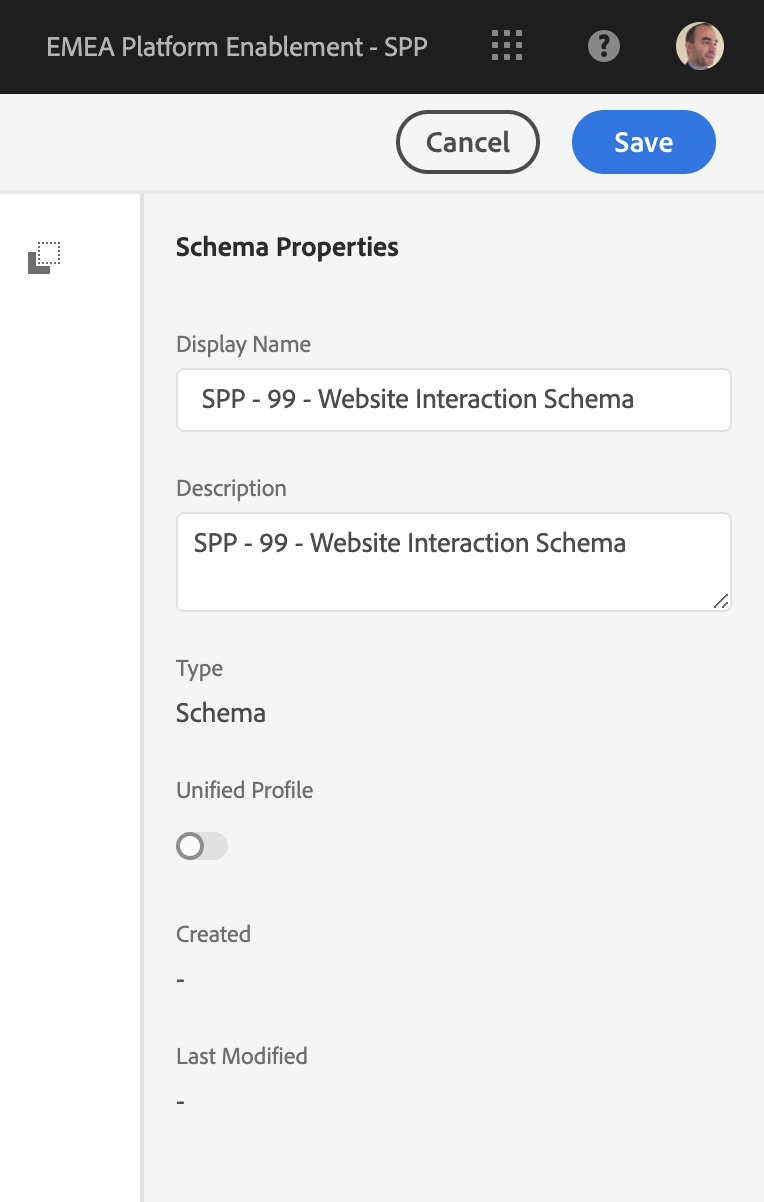 EMEA Platform Enablement - SPP
?
Cancel
Save
Schema Properties
Display Name
SPP - 99 - Website Interaction Schema
Description
SPP - 99 - Website Interaction Schema
Type
Schema
Unified Profile
Created
-
Last Modified
-